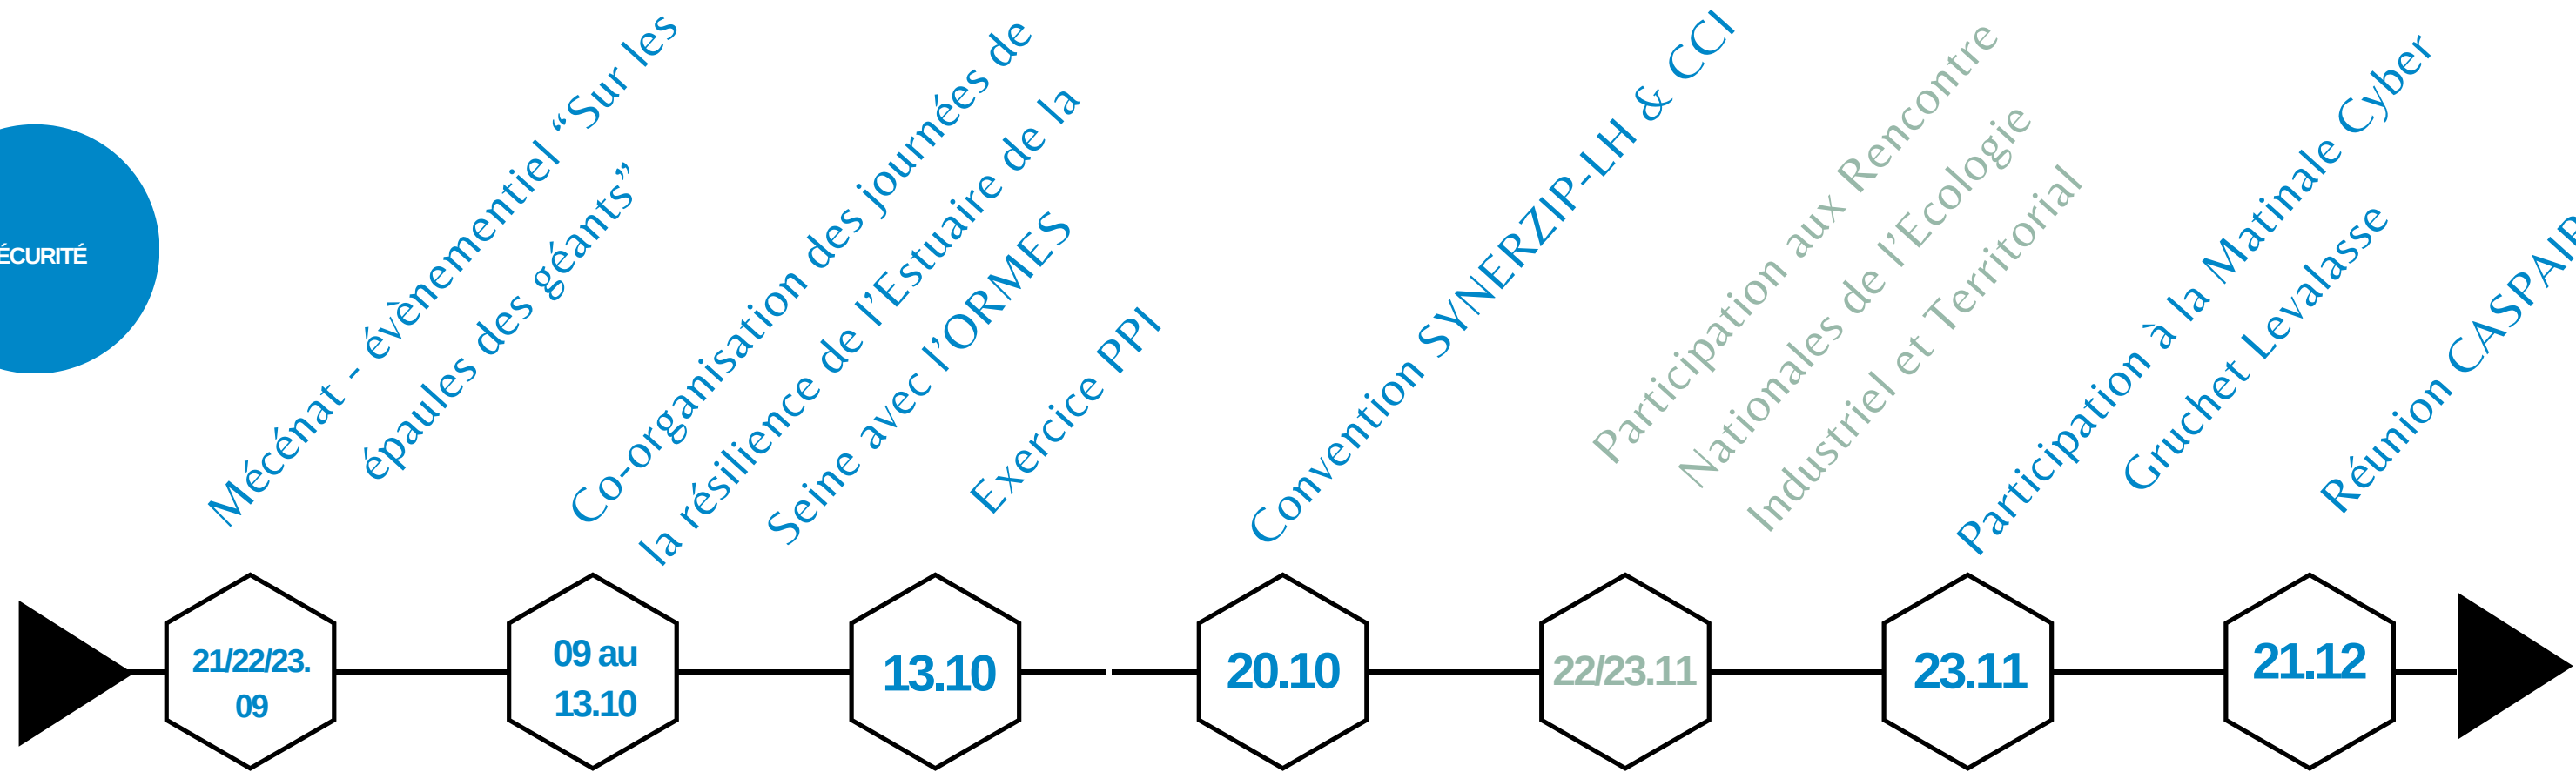 ÉCURITÉ
Mécénat - évènementiel “Sur les
épaules des géants”
Co-organisation des journées de
la résilience de l’Estuaire de la
Seine avec l’ORMES
Exercice PPI
Convention SYNERZIP-LH & CCI
Participation aux Rencontre
Nationales de l’Ecologie
Industriel et Territorial
Participation à la Matinale Cyber
Gruchet Levalasse
Réunion CASPAIR
21/22/23.
09
09 au
13.10
13.10
20.10
22/23.11
23.11
21.12